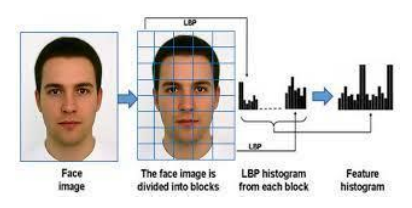 LBP
LBP
Face
image
The face image is
divided into blocks
LBP histogram
from each block
Feature
histogram